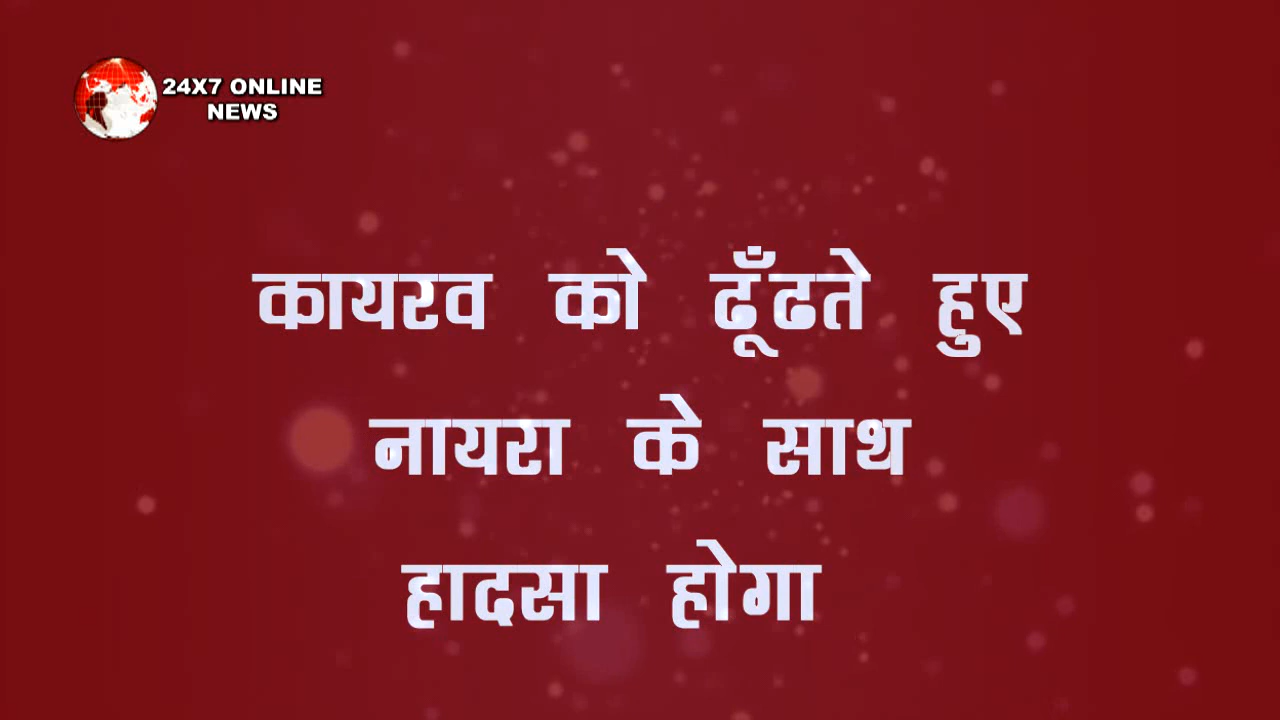 24X7 ONLINE
NEWS
कायरव को ढूँढते हुए
नायरा के साथ
हादसा होगा